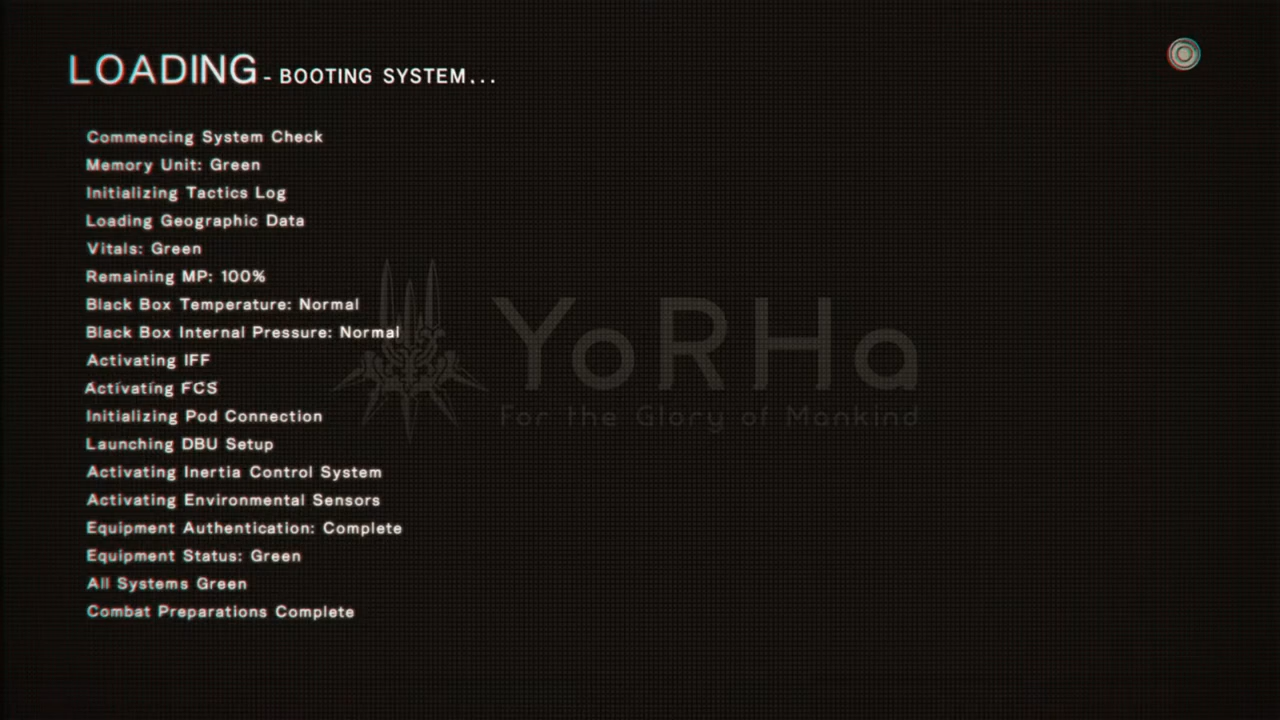 LOADING - BOOTING SYSTEM...
Commencing System Check
Memory Unit: Green
Initializing Tactics Log
Loading Geographic Data
Vitals: Green
Remaining MP: 100%
Black Box Temperature: Normal
Black Box Internal Pressure: Normal
Activating IFF
Activating FCS
Initializing Pod Connection
Launching DBU Setup
Activating Inertia Control System
Activating Environmental Sensors
Equipment Authentication: Complete
Equipment Status: Green
All Systems Green
Combat Preparations Complete
YoRHa
For the Glory of Mankind